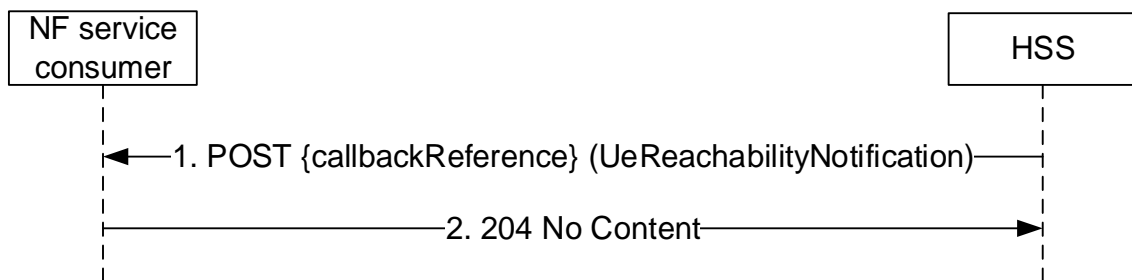 NF service
consumer
HSS
1. POST {callbackReference} (UeReachabilityNotification)
2. 204 No Content